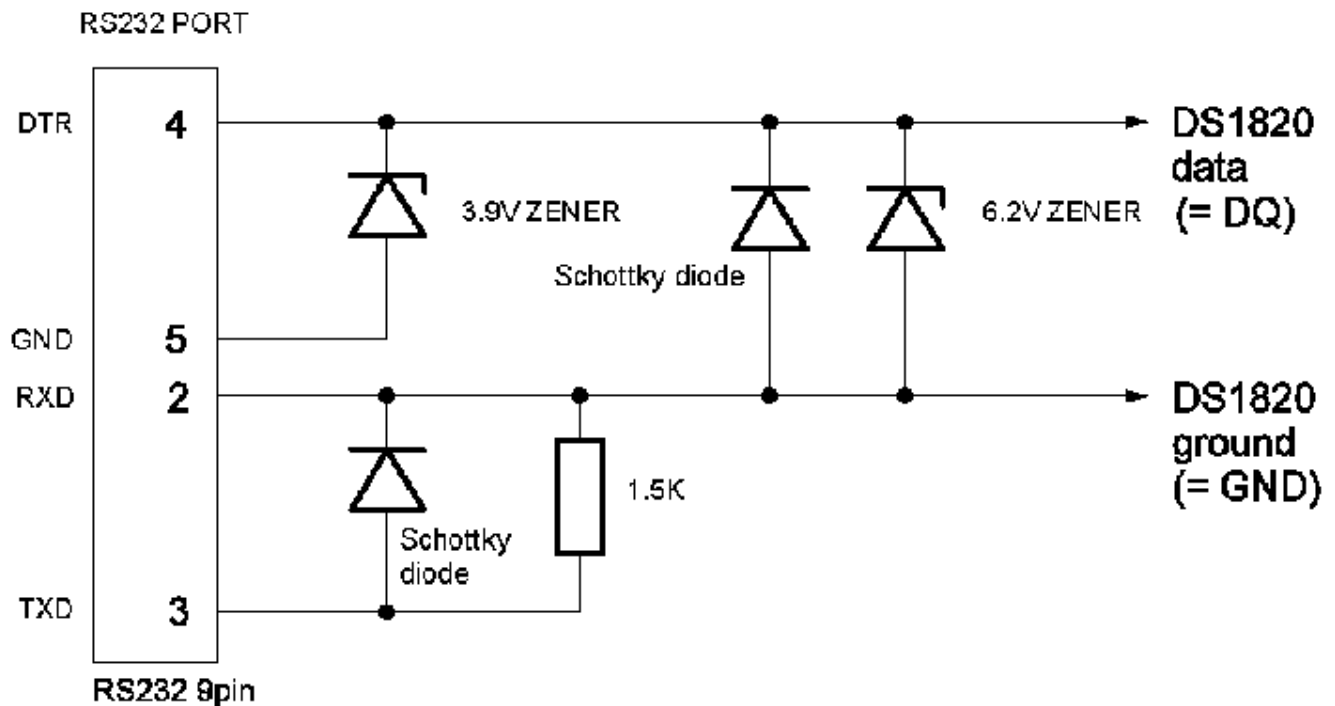 RS232 PORT
DTR
4
DS1820
data
(= DQ)
3.9V ZENER
6.2V ZENER
Schottky diode
GND
5
RXD
2
DS1820
ground
(= GND)
1.5K
Schottky
diode
TXD
3
RS232 9pin